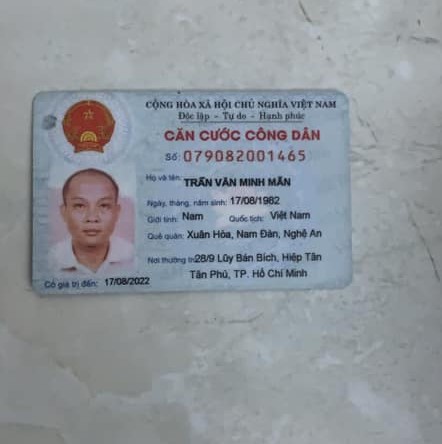 CỘNG HÒA XÃ HỘI CHỦ NGHĨA VIỆT NAM
Độc lập - Tự do - Hạnh phúc
CĂN CƯỚC CÔNG DÂN
Số: 079082001465
Họ và tên: TRẦN VĂN MINH MẪN
Ngày, tháng, năm sinh: 17/08/1982
Giới tính: Nam Quốc tịch: Việt Nam
Quê quán: Xuân Hòa, Nam Đàn, Nghệ An
Nơi thường tr 28/9 Lũy Bán Bích, Hiệp Tân
Tân Phú, TP. Hồ Chí Minh
Có giá trị đến: 17/08/2022